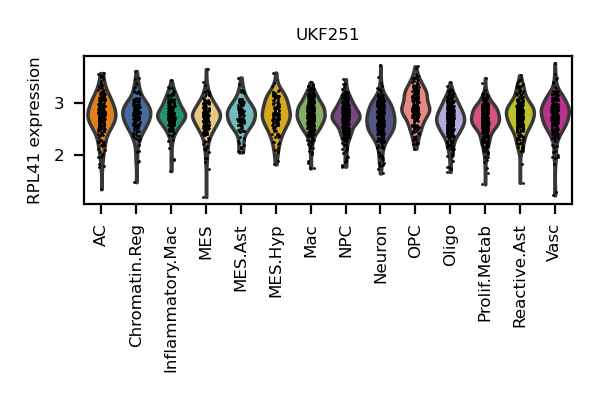 UKF251
RPL41 expression
3
2
AC
Chromatin.Reg
Inflammatory.Mac
MES
MES.Ast
MES.Hyp
Mac
NPC
Neuron
OPC
Oligo
Prolif.Metab
Reactive.Ast
Vasc